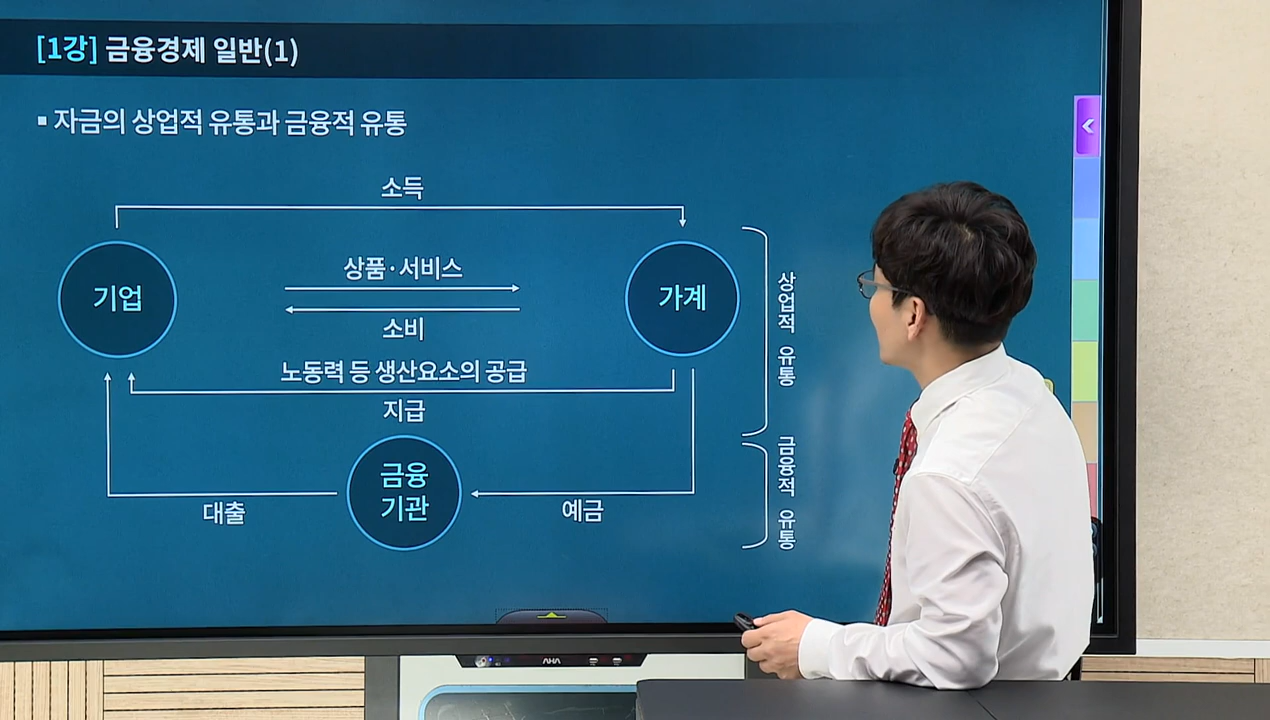 [1강] 금융경제 일반(1)
▪ 자금의 상업적 유통과 금융적 유통
소득
기업
상품·서비스
소비
가계
노동력 등 생산요소의 공급
지급
금융
기관
대출
예금
상업적 유통
금융적 유통
AHA